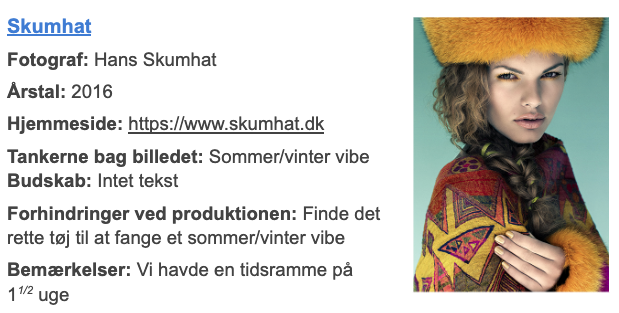 Skumhat
Fotograf: Hans Skumhat
Årstal: 2016
Hjemmeside: https://www.skumhat.dk
Tankerne bag billedet: Sommer/vinter vibe
Budskab: Intet tekst
Forhindringer ved produktionen: Finde det
rette tøj til at fange et sommer/vinter vibe
Bemærkelser: Vi havde en tidsramme på
1 1/2 uge